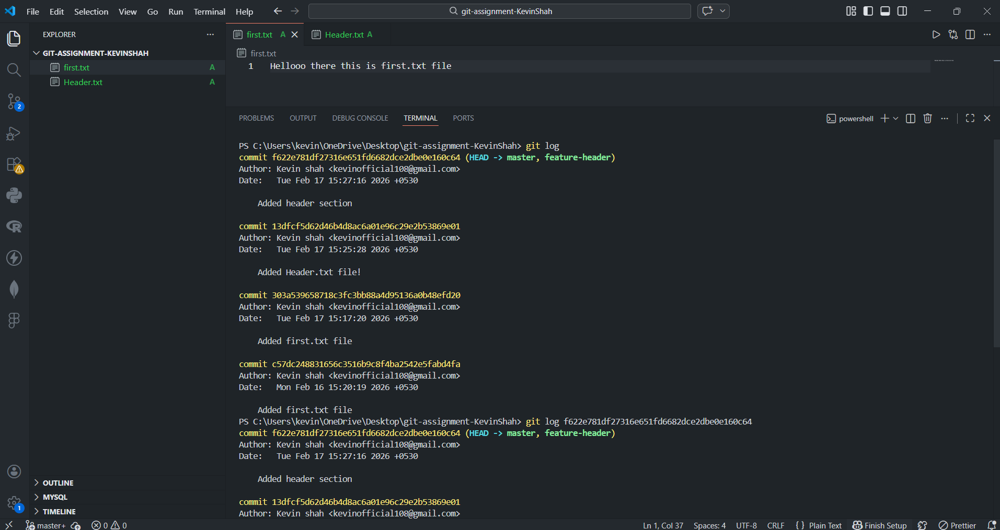 File Edit Selection View Go Run Terminal Help
git-assignment-KevinShah
EXPLORER
GIT-ASSIGNMENT-KEVINSHAH
first.txt A
Header.txt A
2
first.txt A
Header.txt A
first.txt
1 Hellooo there this is first.txt file
PROBLEMS OUTPUT DEBUG CONSOLE TERMINAL PORTS
powershell
PS C:\Users\kevin\OneDrive\Desktop\git-assignment-KevinShah> git log
commit f622e781df27316e651fd6682dce2dbe0e160c64 (HEAD -> master, feature-header)
Author: Kevin shah <kevinofficial108@gmail.com>
Date:   Tue Feb 17 15:27:16 2026 +0530
Added header section
commit 13dfcf5d62d46b4d8ac6a01e96c29e2b53869e01
Author: Kevin shah <kevinofficial108@gmail.com>
Date:   Tue Feb 17 15:25:28 2026 +0530
Added Header.txt file!
commit 303a539658718c3fc3bb88a4d95136a0b48efd20
Author: Kevin shah <kevinofficial108@gmail.com>
Date:   Tue Feb 17 15:17:20 2026 +0530
Added first.txt file
commit c57dc248831656c3516b9c8f4ba2542e5fabd4fa
Author: Kevin shah <kevinofficial108@gmail.com>
Date:   Mon Feb 16 15:20:19 2026 +0530
Added first.txt file
PS C:\Users\kevin\OneDrive\Desktop\git-assignment-KevinShah> git log f622e781df27316e651fd6682dce2dbe0e160c64
commit f622e781df27316e651fd6682dce2dbe0e160c64 (HEAD -> master, feature-header)
Author: Kevin shah <kevinofficial108@gmail.com>
Date:   Tue Feb 17 15:27:16 2026 +0530
Added header section
commit 13dfcf5d62d46b4d8ac6a01e96c29e2b53869e01
Author: Kevin shah <kevinofficial108@gmail.com>
OUTLINE
MYSQL
TIMELINE
1
master+ 0 0
Ln 1, Col 37 Spaces: 4 UTF-8 CRLF {} Plain Text Finish Setup Prettier